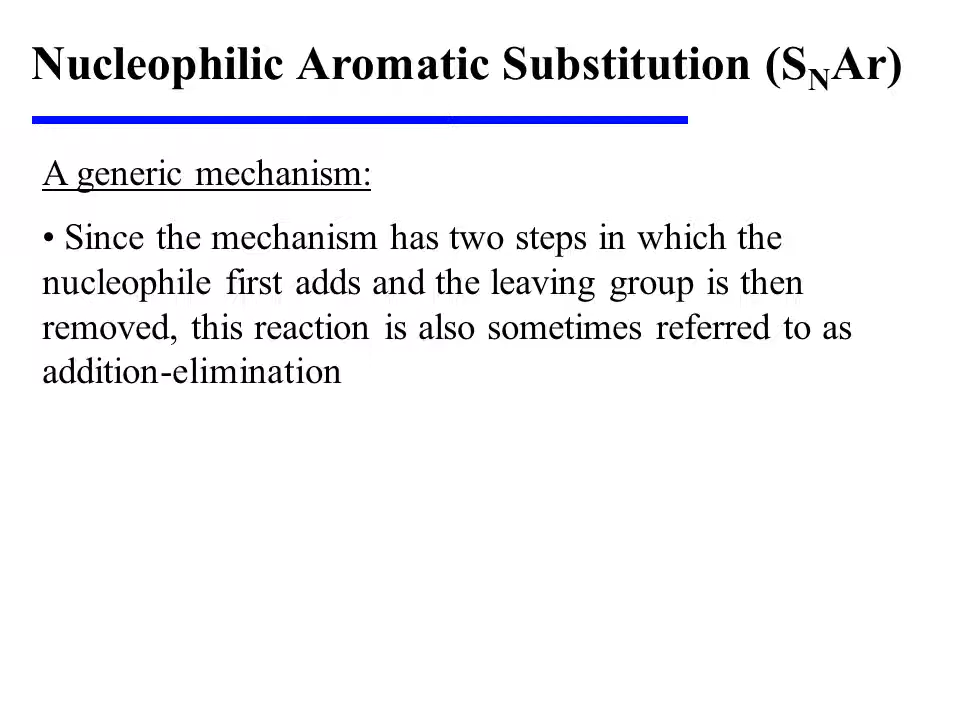 Nucleophilic Aromatic Substitution (SNAr)
A generic mechanism:
• Since the mechanism has two steps in which the
nucleophile first adds and the leaving group is then
removed, this reaction is also sometimes referred to as
addition-elimination